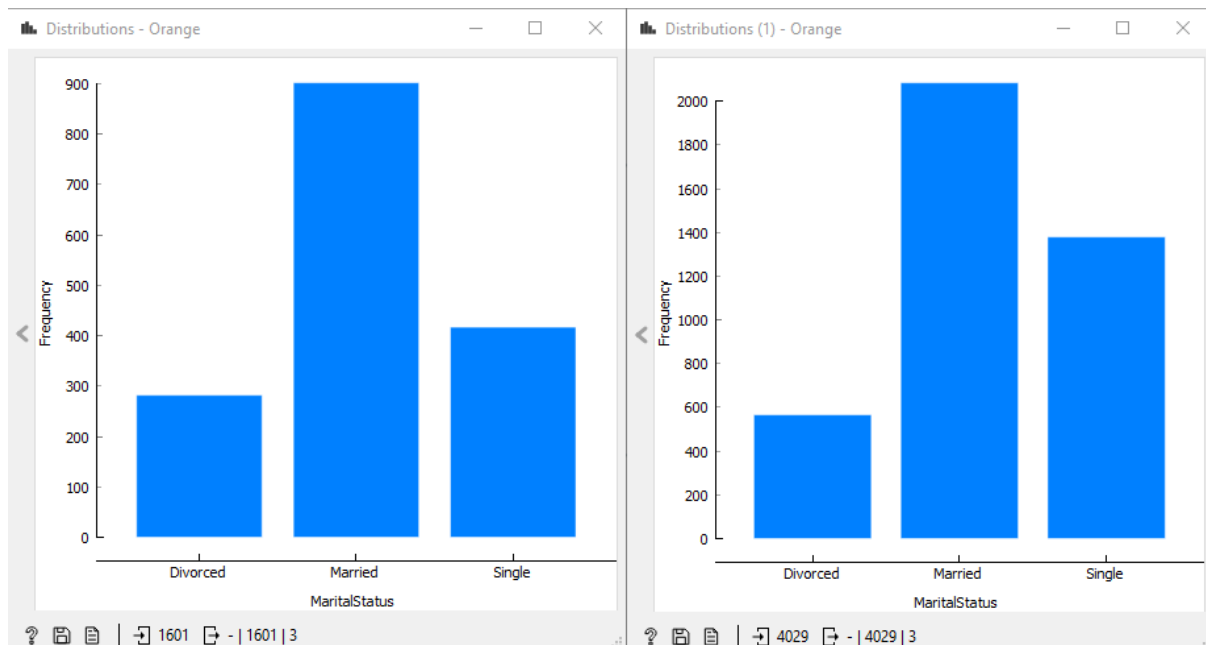 Distributions - Orange
900
800
700
600
500
400
300
200
100
0
Frequency
Divorced Married Single
MaritalStatus
? 1601 - | 1601 | 3
Distributions (1) - Orange
2000
1800
1600
1400
1200
1000
800
600
400
200
0
Frequency
Divorced Married Single
MaritalStatus
? 4029 - | 4029 | 3